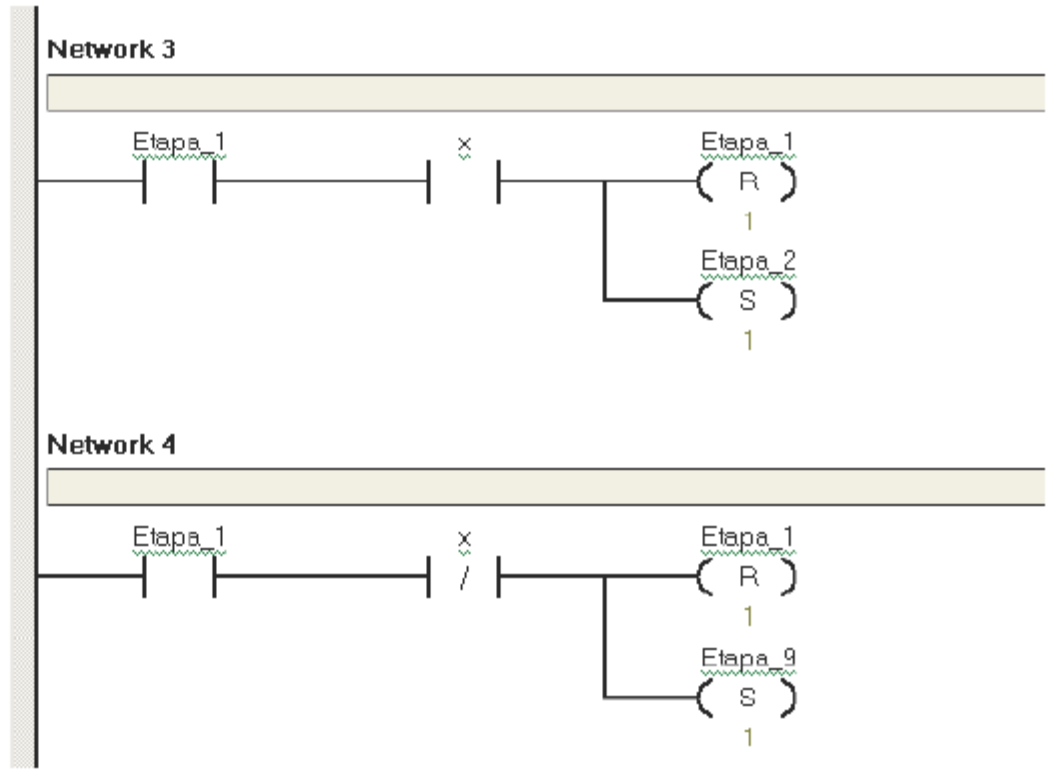 Network 3
Etapa_1 x Etapa_1
R
1
Etapa_2
S
1
Network 4
Etapa_1 x Etapa_1
/ R
1
Etapa_9
S
1